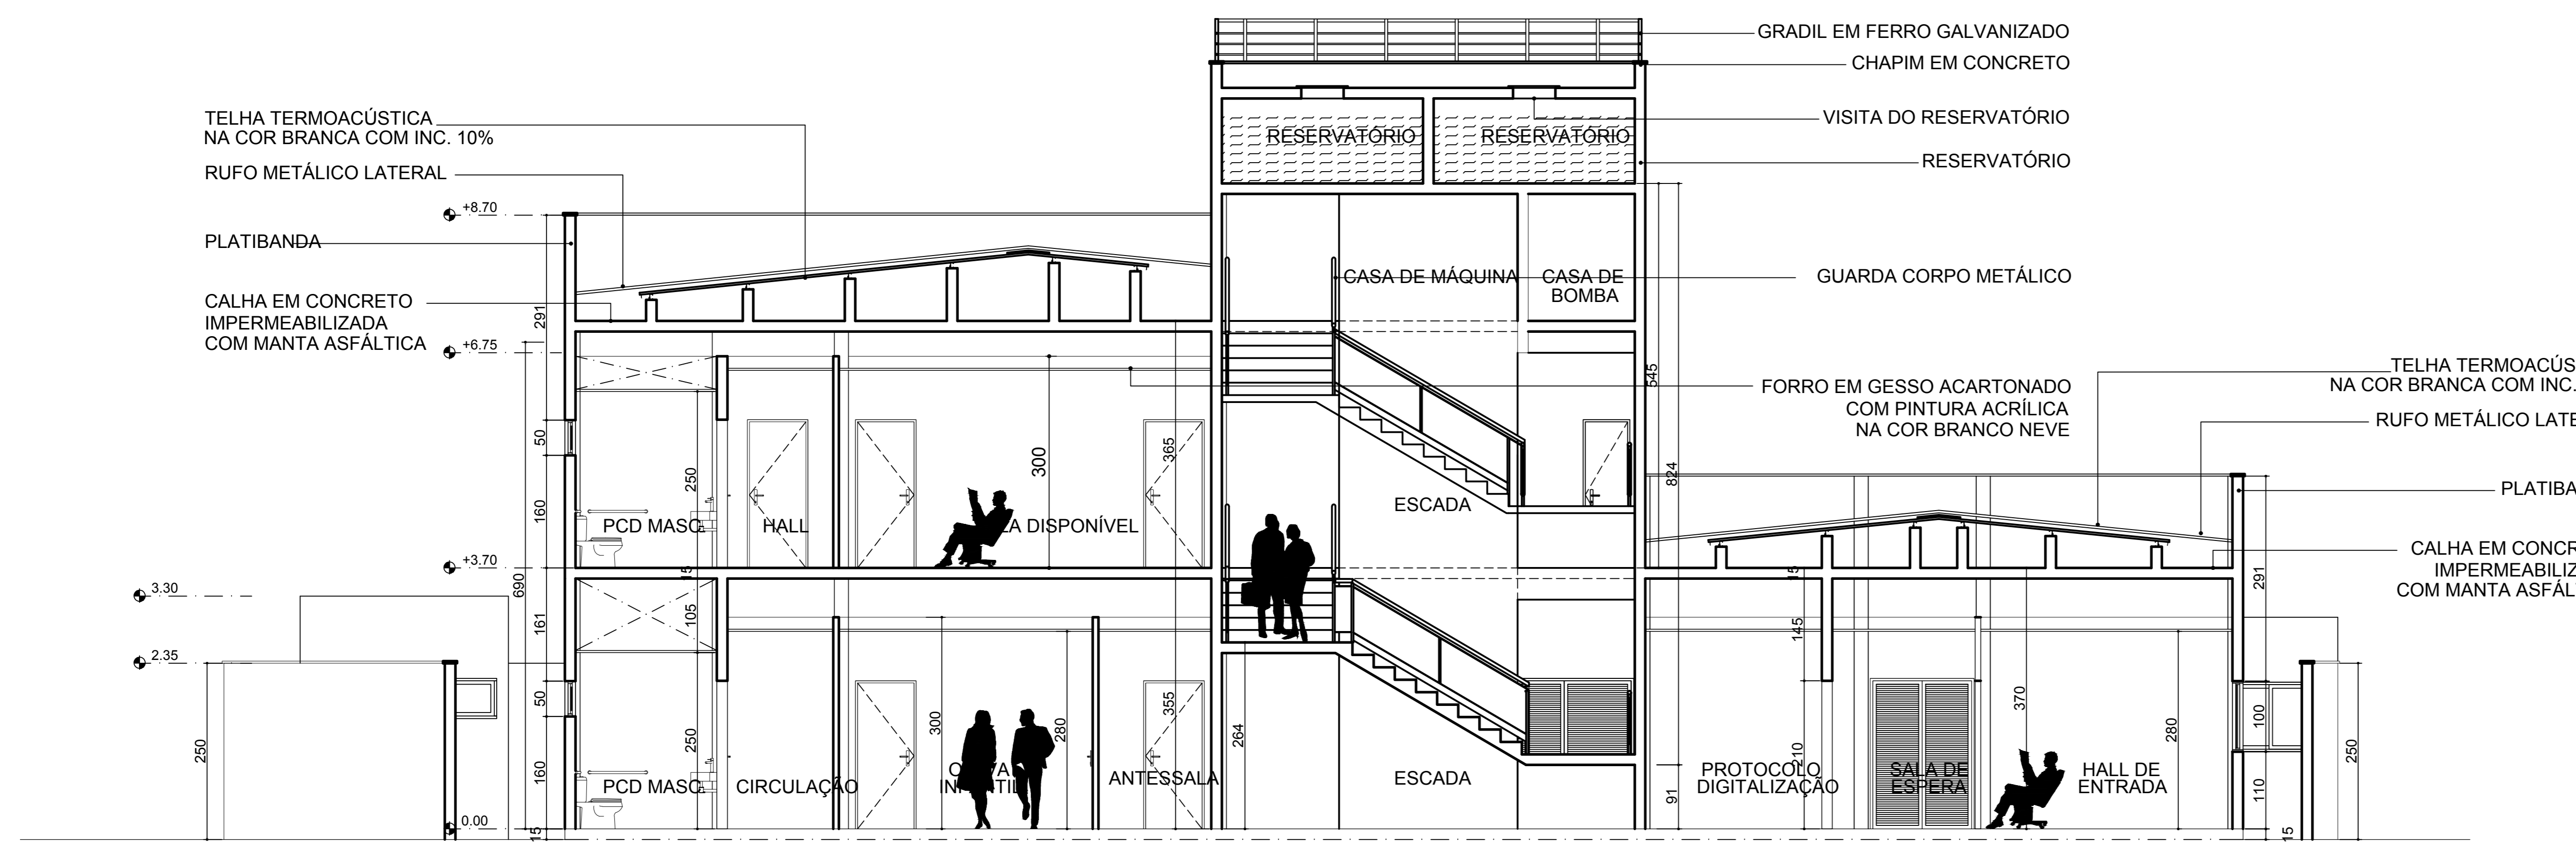 GRADIL EM FERRO GALVANIZADO
CHAPIM EM CONCRETO
VISITA DO RESERVATÓRIO
RESERVATÓRIO
RESERVATÓRIO
RESERVATÓRIO
TELHA TERMOACÚSTICA
NA COR BRANCA COM INC. 10%
RUFO METÁLICO LATERAL
+8.70
PLATIBANDA
CALHA EM CONCRETO
IMPERMEABILIZADA
COM MANTA ASFÁLTICA
+6.75
291
CASA DE MÁQUINA
CASA DE
BOMBA
GUARDA CORPO METÁLICO
FORRO EM GESSO ACARTONADO
COM PINTURA ACRÍLICA
NA COR BRANCO NEVE
545
824
TELHA TERMOACÚS
NA COR BRANCA COM INC.
RUFO METÁLICO LATE
PLATIBA
CALHA EM CONCR
IMPERMEABILIZ
COM MANTA ASFÁL
50
160
250
300
365
PCD MASC.
HALL
A DISPONÍVEL
ESCADA
+3.70
3.30
2.35
690
15
161
105
50
160
250
250
300
280
355
264
91
15
145
210
370
280
291
100
110
250
15
PCD MASC.
CIRCULAÇÃO
ANTESSALA
ESCADA
PROTOCOLO
DIGITALIZAÇÃO
SALA DE
ESPERA
HALL DE
ENTRADA
0.00
15